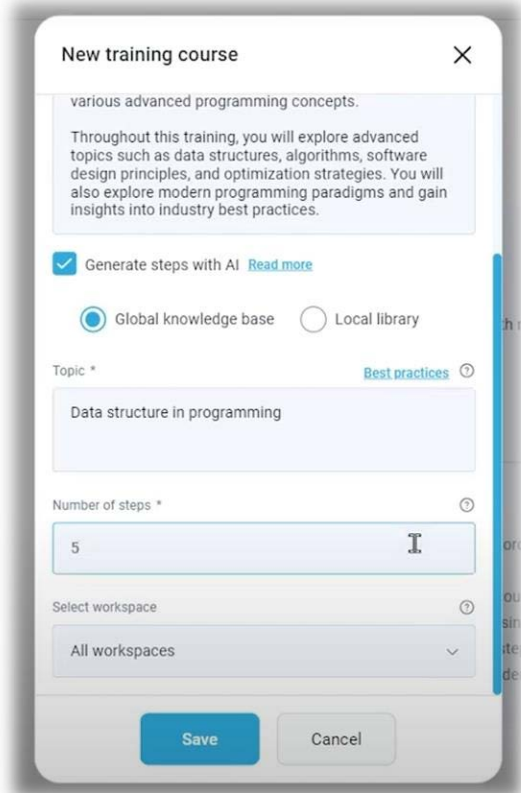 New training course
various advanced programming concepts.
Throughout this training, you will explore advanced
topics such as data structures, algorithms, software
design principles, and optimization strategies. You will
also explore modern programming paradigms and gain
insights into industry best practices.
Generate steps with AI Read more
Global knowledge base Local library
Topic * Best practices
Data structure in programming
Number of steps *
5
Select workspace
All workspaces
Save Cancel